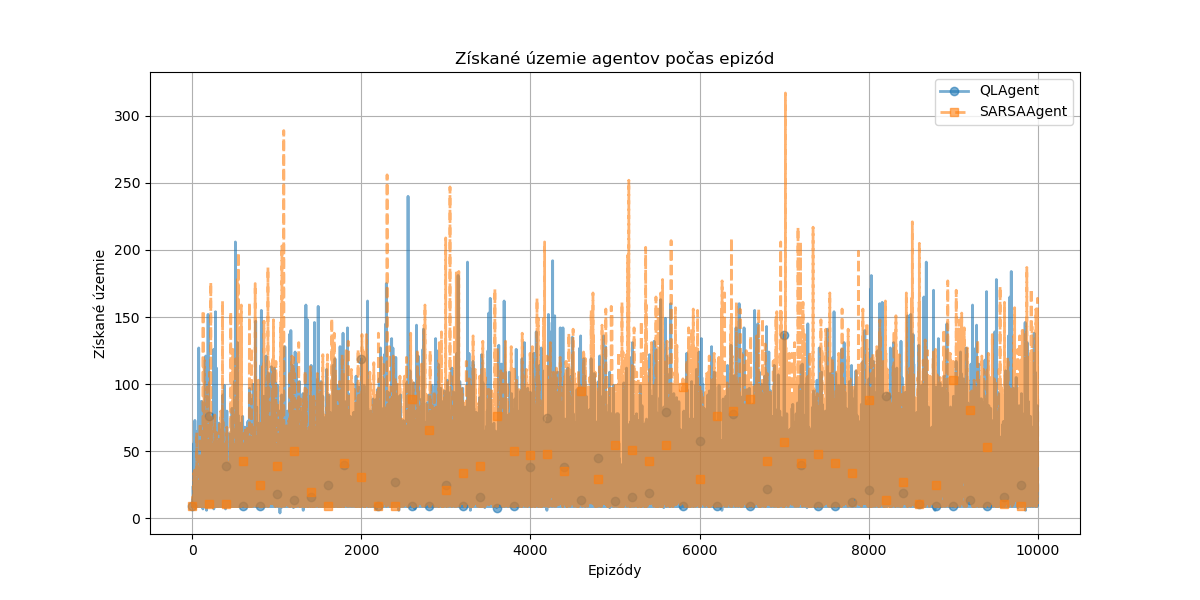 Získané územie agentov počas epizód
QLAgent
SARSAAgent
Získané územie
300
250
200
150
100
50
0
0 2000 4000 6000 8000 10000
Epizódy